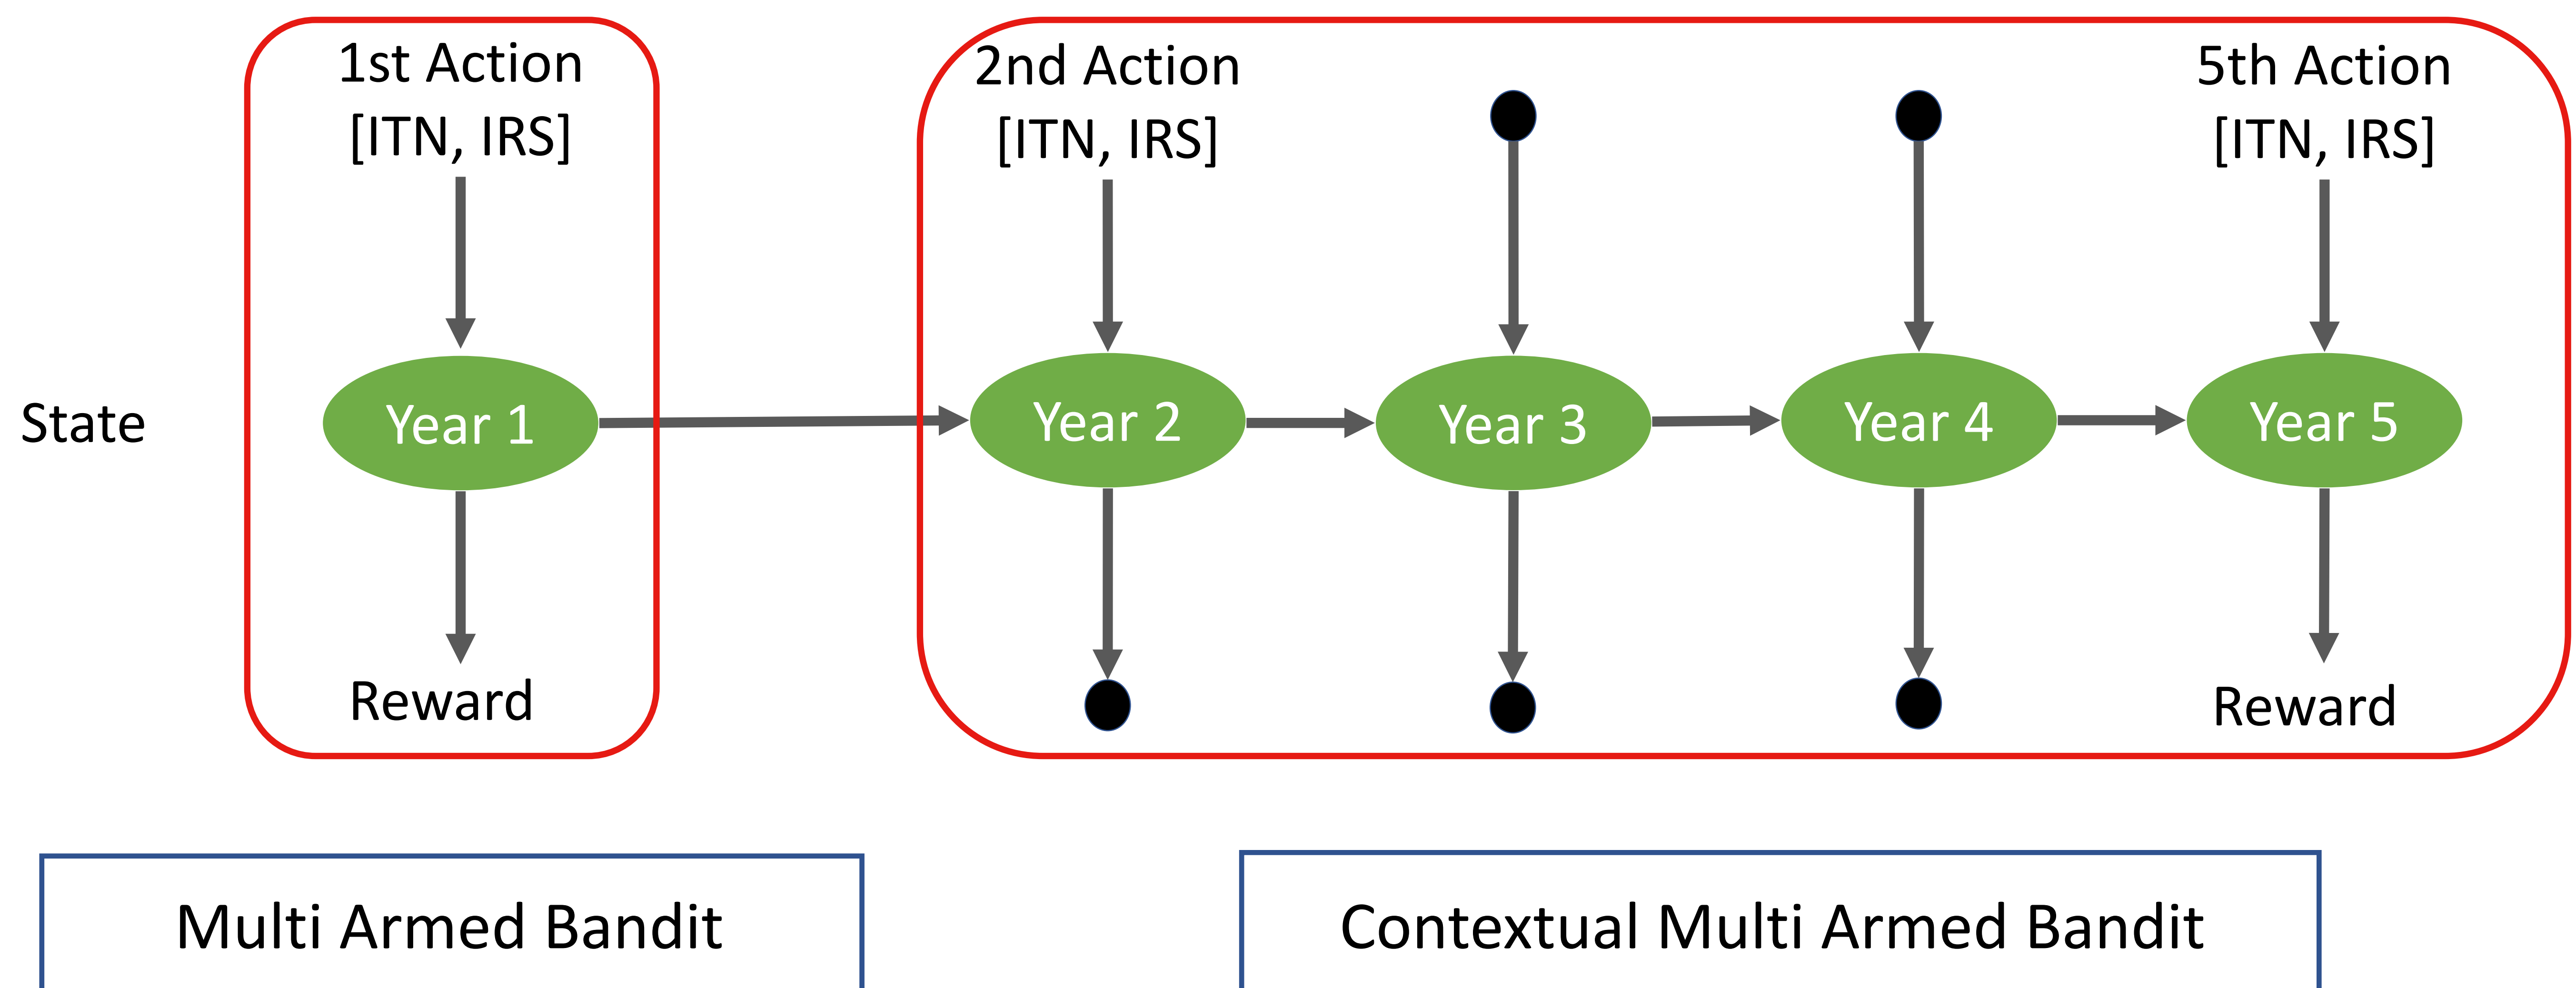 1st Action
[ITN, IRS]
2nd Action
[ITN, IRS]
5th Action
[ITN, IRS]
State
Year 1
Year 2
Year 3
Year 4
Year 5
Reward
Reward
Multi Armed Bandit
Contextual Multi Armed Bandit